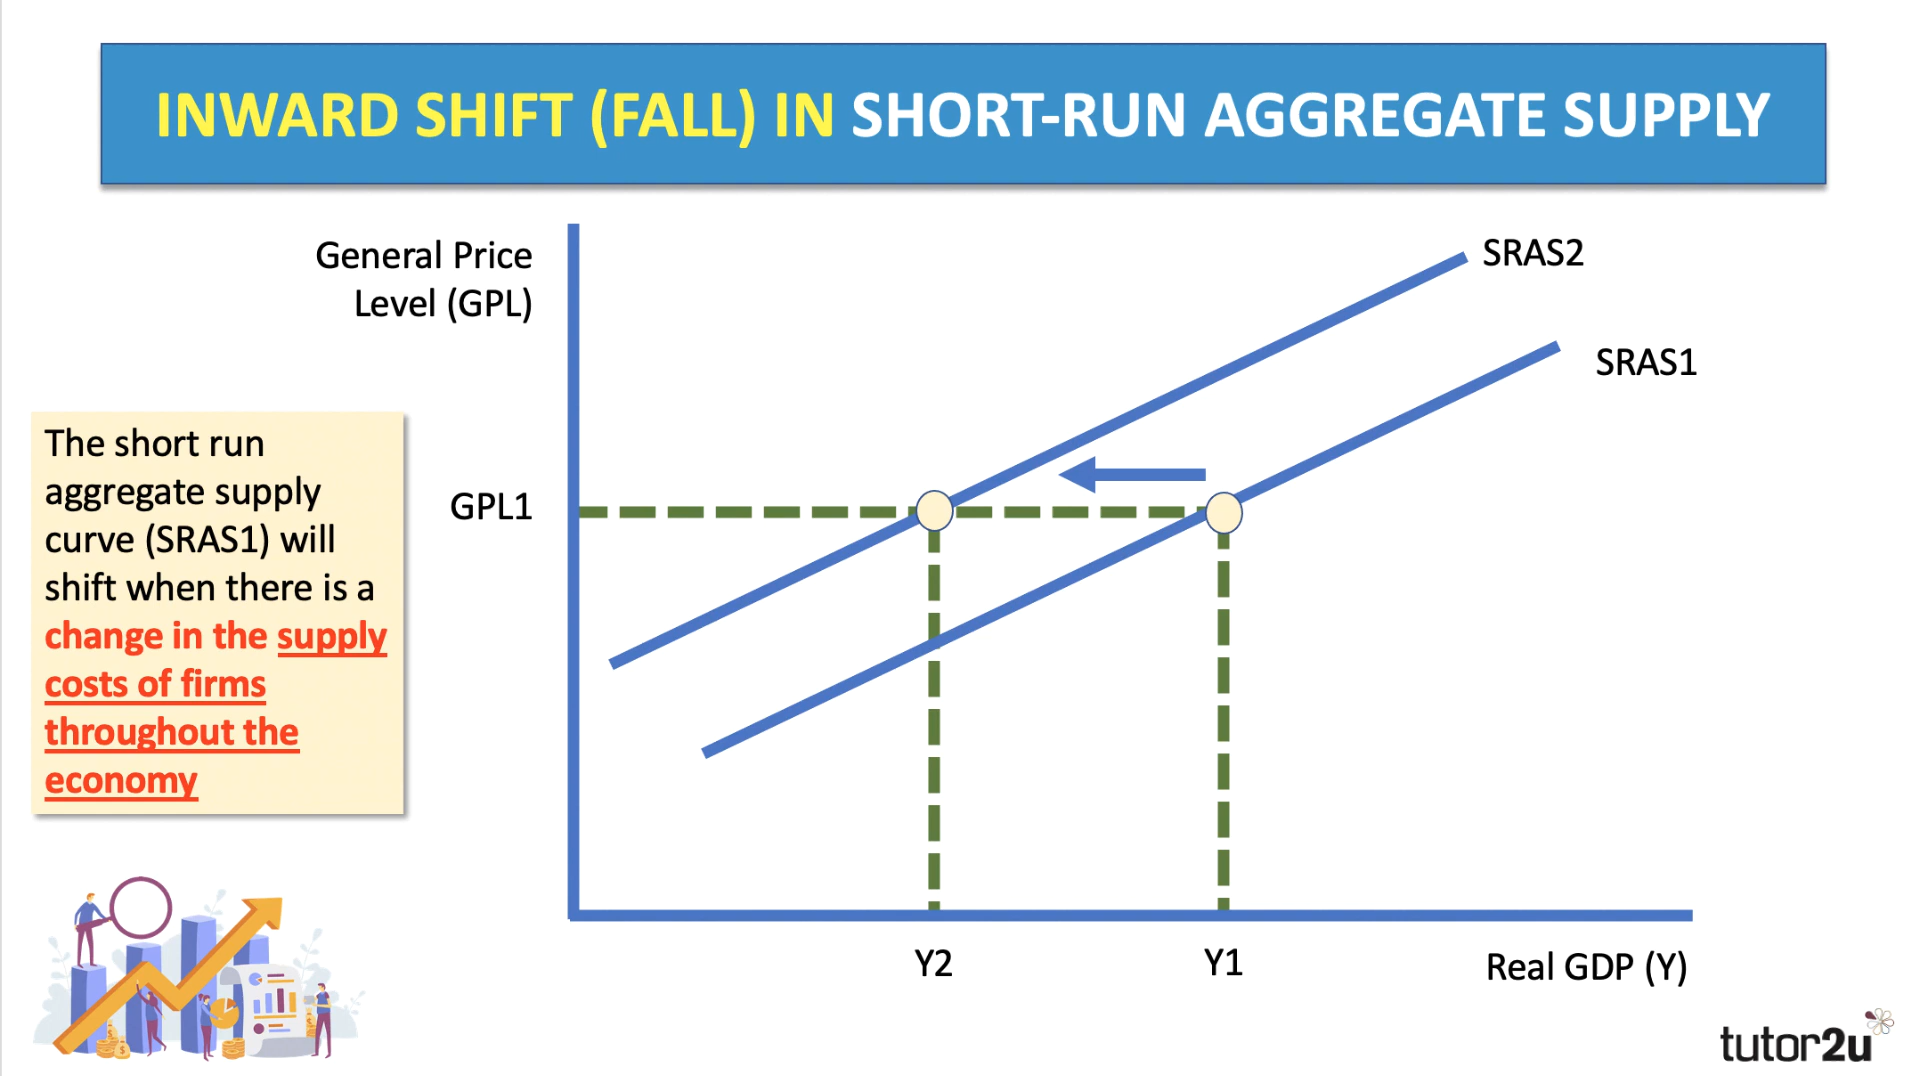 INWARD SHIFT (FALL) IN SHORT-RUN AGGREGATE SUPPLY
General Price
Level (GPL)
SRAS2
SRAS1
The short run
aggregate supply
curve (SRAS1) will
shift when there is a
change in the supply
costs of firms
throughout the
economy
GPL1
Y2
Y1
Real GDP (Y)
tutor2u